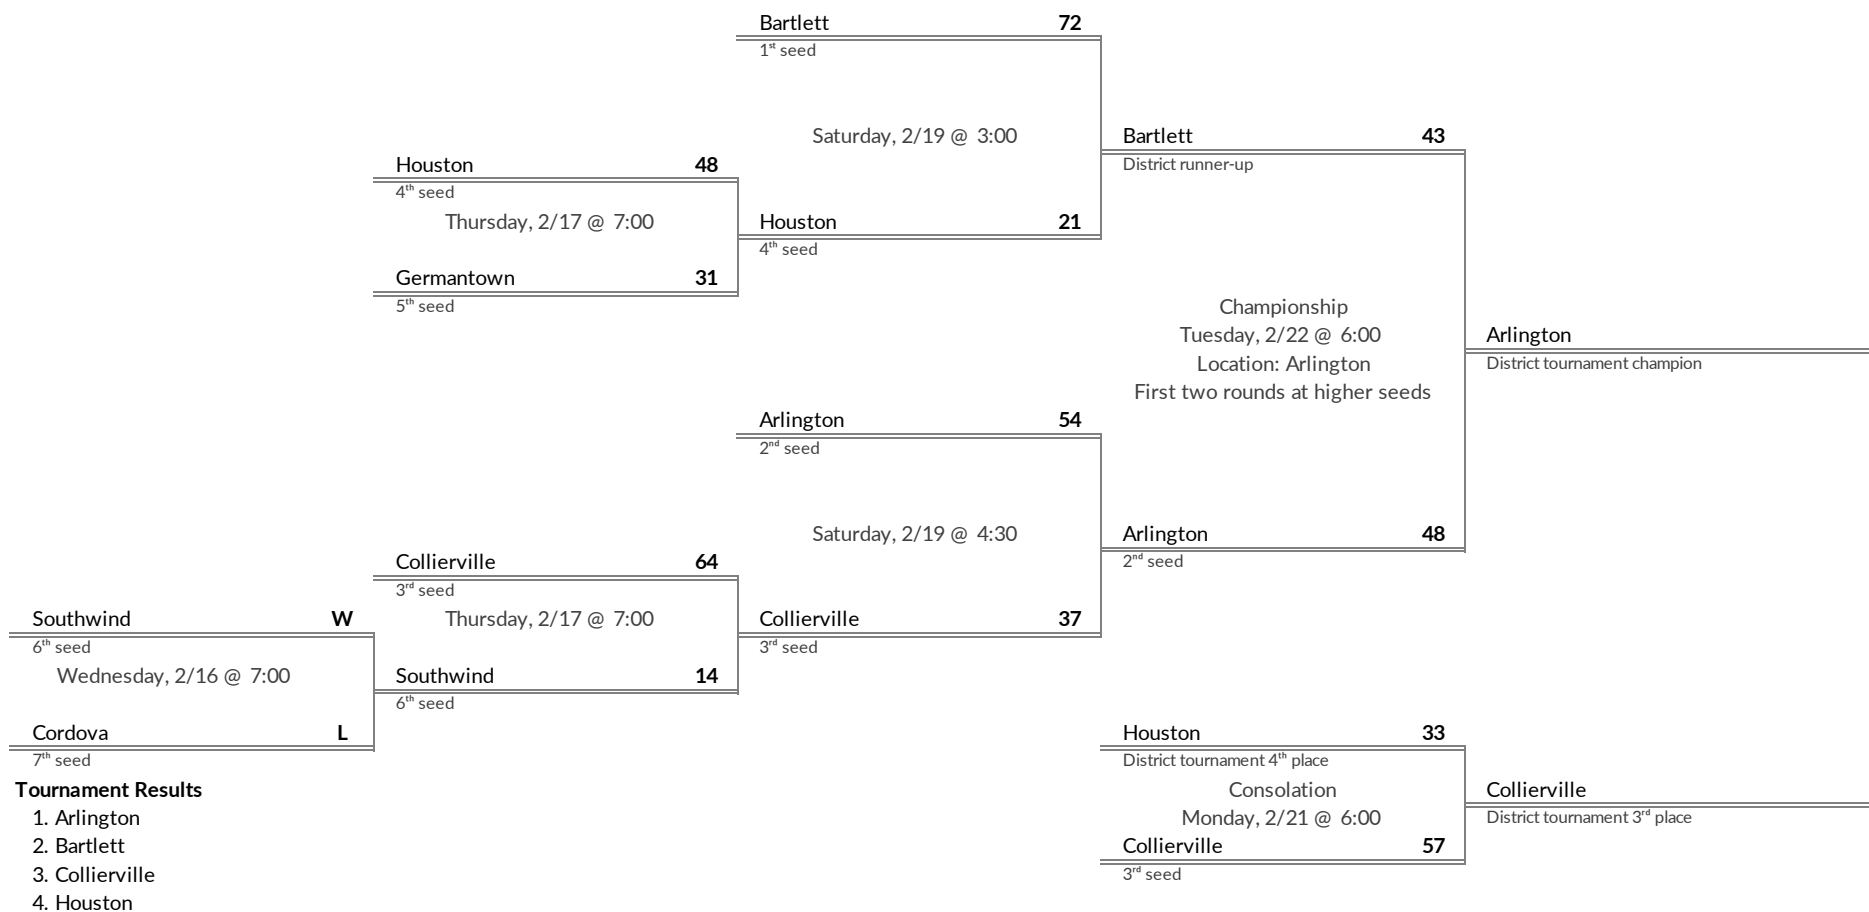 Bartlett 72
1st seed
Saturday, 2/19 @ 3:00
Bartlett 43
District runner-up
Houston 48
4th seed
Thursday, 2/17 @ 7:00
Houston 21
4th seed
Germantown 31
5th seed
Championship
Tuesday, 2/22 @ 6:00
Location: Arlington
First two rounds at higher seeds
Arlington
District tournament champion
Arlington 54
2nd seed
Saturday, 2/19 @ 4:30
Arlington 48
2nd seed
Collierville 64
3rd seed
Thursday, 2/17 @ 7:00
Collierville 37
3rd seed
Southwind W
6th seed
Wednesday, 2/16 @ 7:00
Southwind 14
6th seed
Cordova L
7th seed
Houston 33
District tournament 4th place
Consolation
Monday, 2/21 @ 6:00
Collierville
District tournament 3rd place
Collierville 57
3rd seed
Tournament Results
1. Arlington
2. Bartlett
3. Collierville
4. Houston